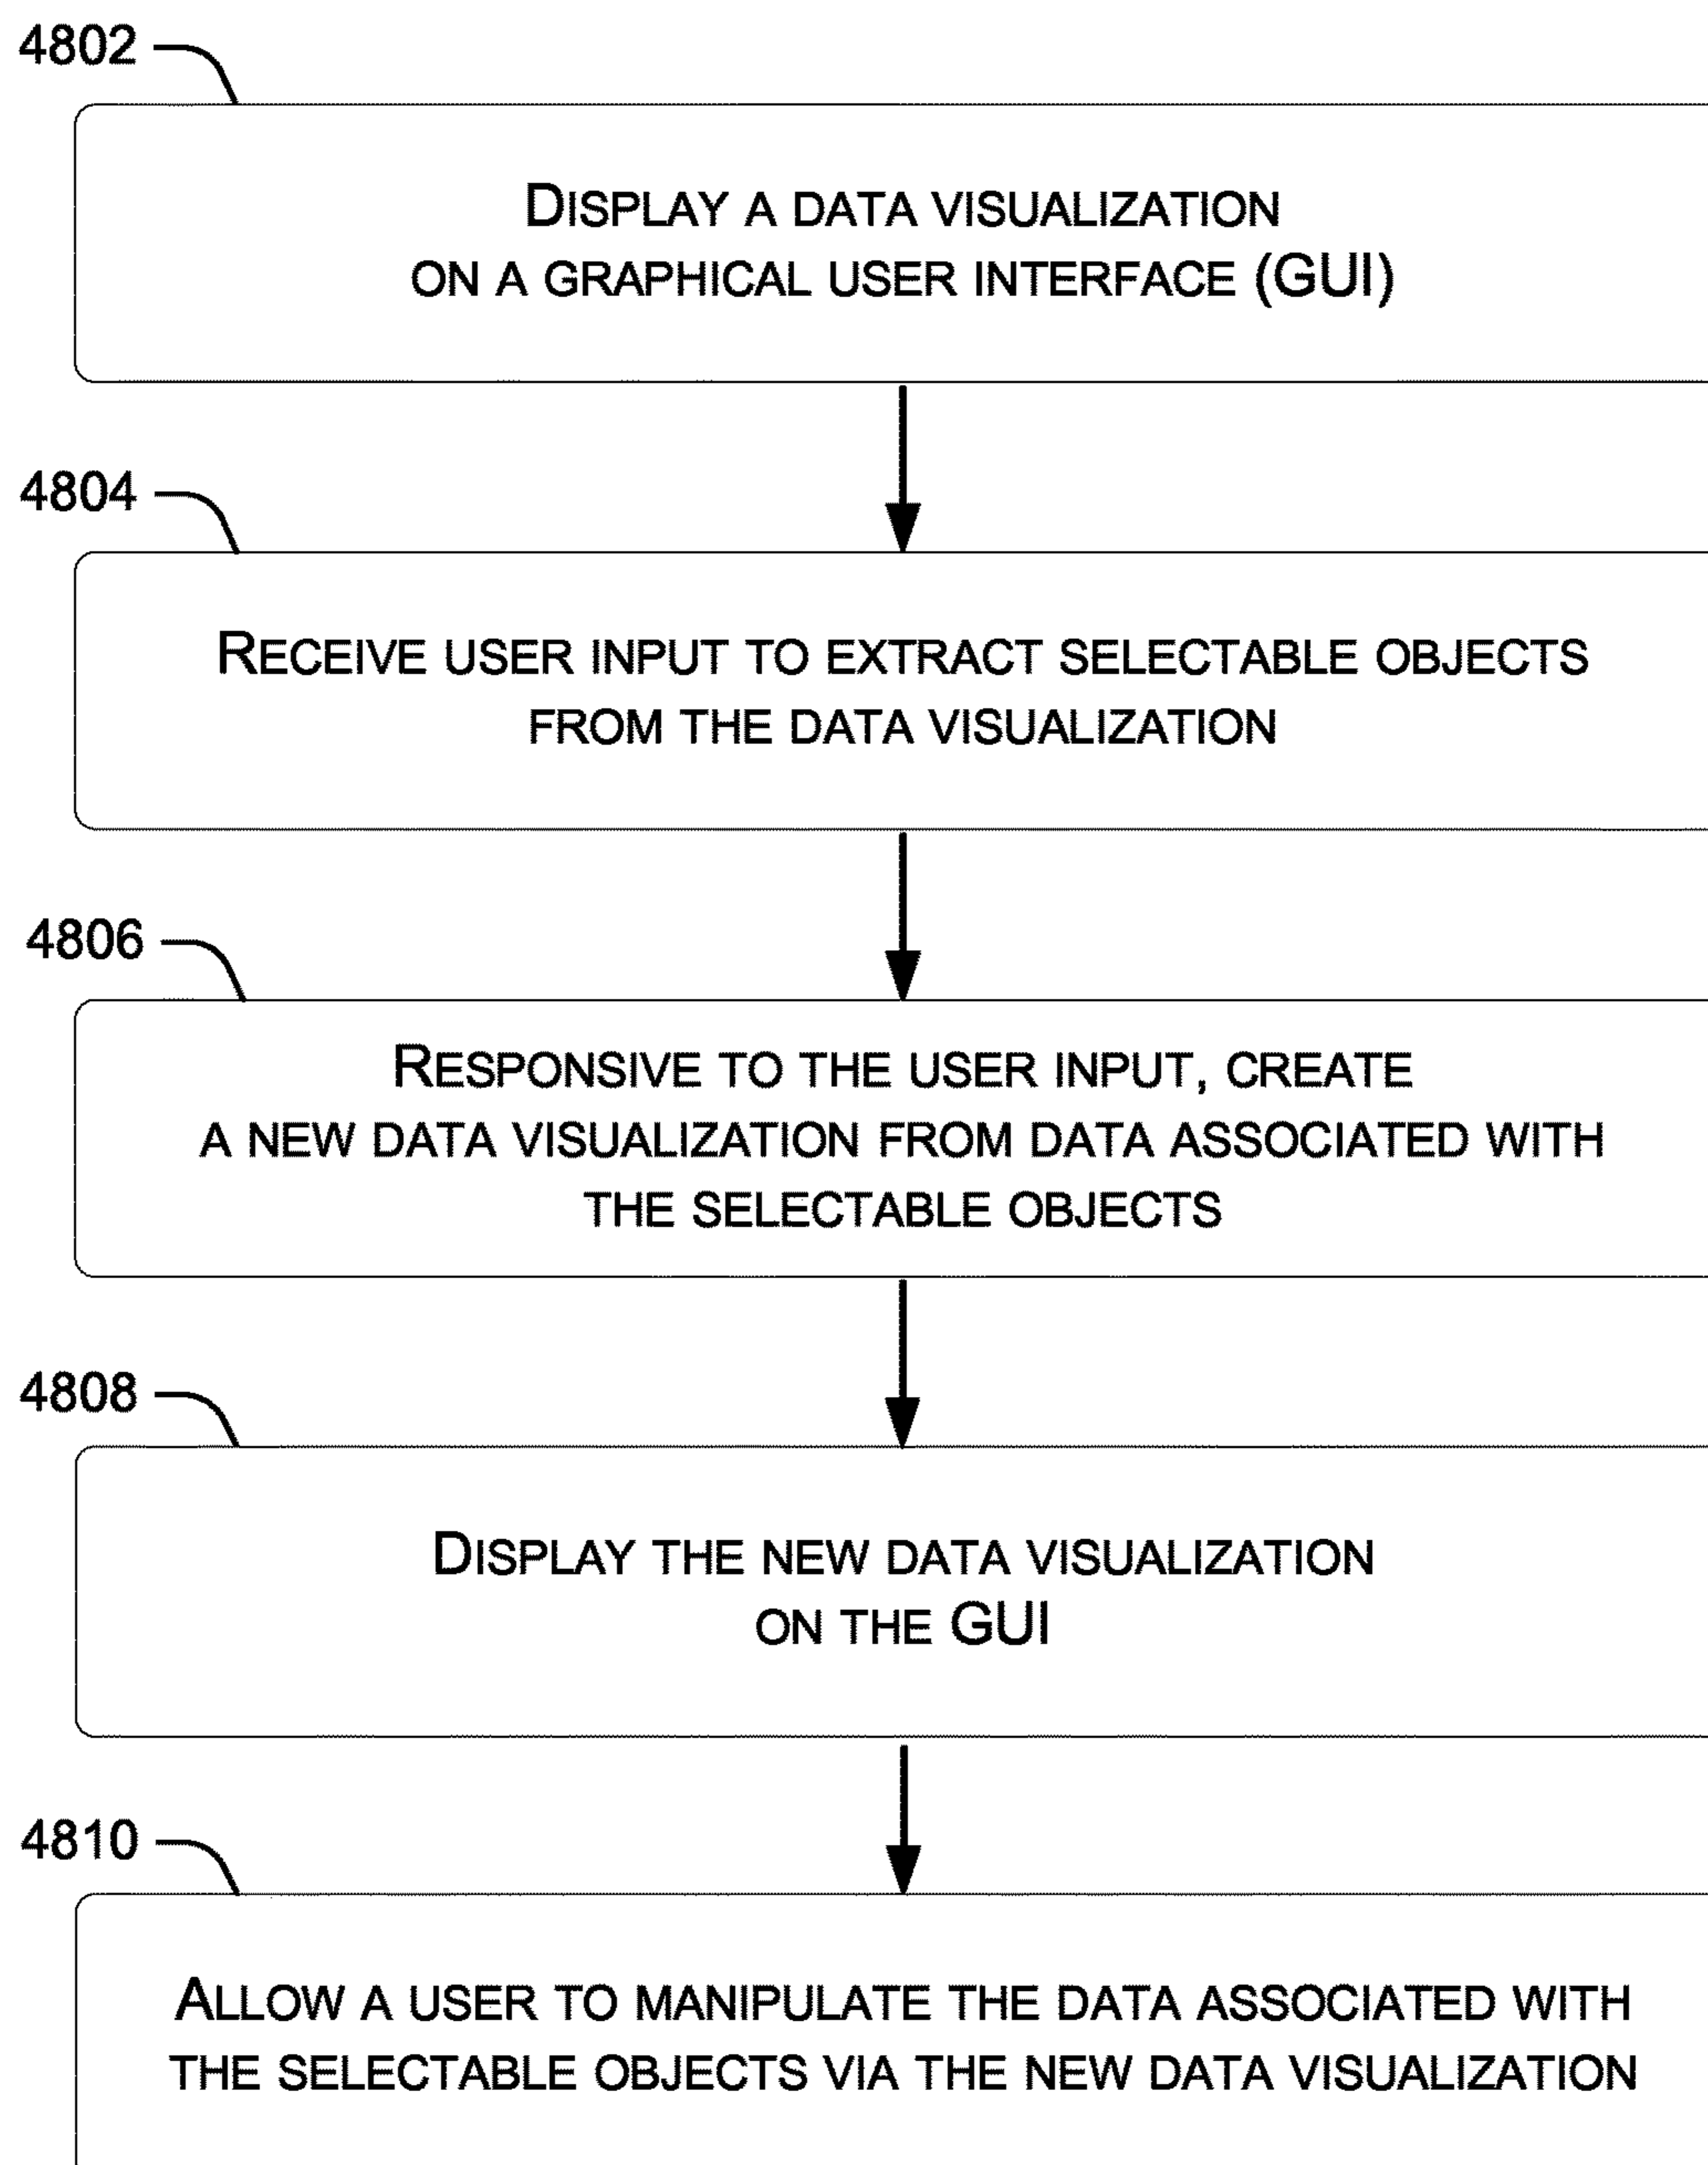 4802
DISPLAY A DATA VISUALIZATION
ON A GRAPHICAL USER INTERFACE (GUI)
4804
RECEIVE USER INPUT TO EXTRACT SELECTABLE OBJECTS
FROM THE DATA VISUALIZATION
4806
RESPONSIVE TO THE USER INPUT, CREATE
A NEW DATA VISUALIZATION FROM DATA ASSOCIATED WITH
THE SELECTABLE OBJECTS
4808
DISPLAY THE NEW DATA VISUALIZATION
ON THE GUI
4810
ALLOW A USER TO MANIPULATE THE DATA ASSOCIATED WITH
THE SELECTABLE OBJECTS VIA THE NEW DATA VISUALIZATION